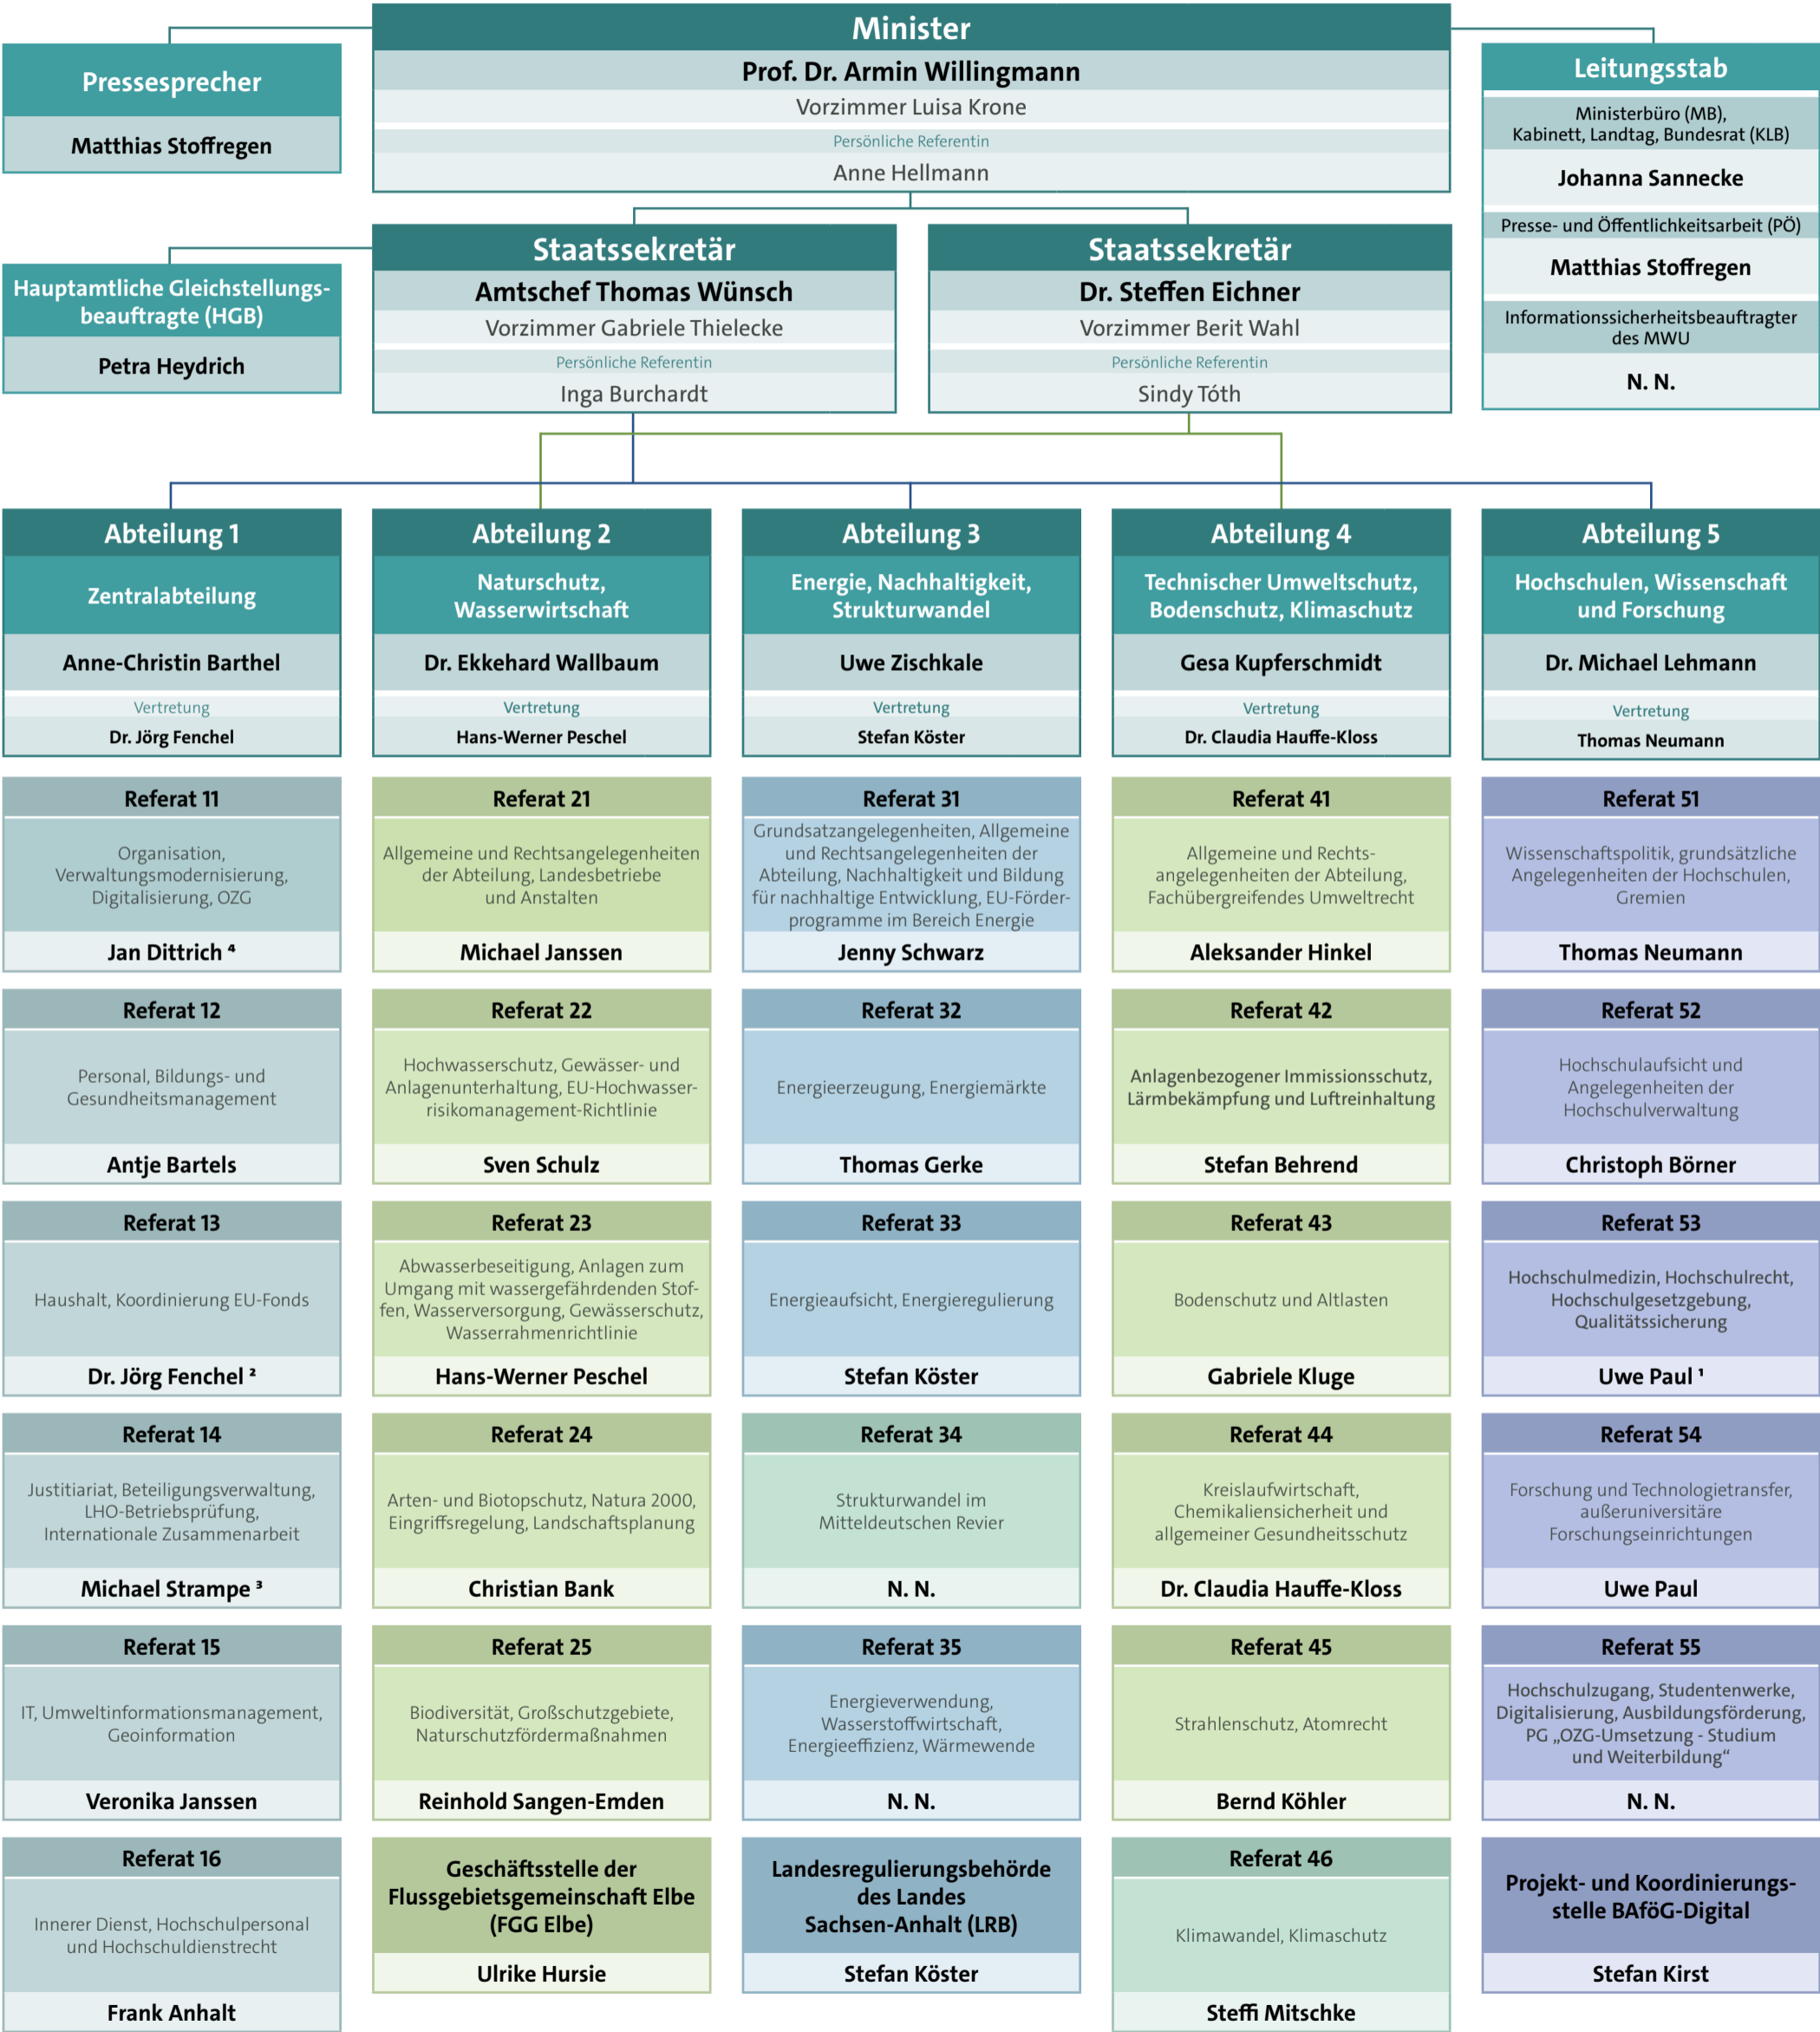 Minister
Prof. Dr. Armin Willingmann
Vorzimmer Luisa Krone
Persönliche Referentin
Anne Hellmann
Pressesprecher
Matthias Stoffregen
Leitungsstab
Ministerbüro (MB),
Kabinett, Landtag, Bundesrat (KLB)
Johanna Sannecke
Presse- und Öffentlichkeitsarbeit (PÖ)
Matthias Stoffregen
Informationssicherheitsbeauftragter
des MWU
N. N.
Hauptamtliche Gleichstellungs-
beauftragte (HGB)
Petra Heydrich
Staatssekretär
Amtschef Thomas Wünsch
Vorzimmer Gabriele Thielecke
Persönliche Referentin
Inga Burchardt
Staatssekretär
Dr. Steffen Eichner
Vorzimmer Berit Wahl
Persönliche Referentin
Sindy Tóth
Abteilung 1
Zentralabteilung
Anne-Christin Barthel
Vertretung
Dr. Jörg Fenchel
Referat 11
Organisation,
Verwaltungsmodernisierung,
Digitalisierung, OZG
Jan Dittrich ⁴
Referat 12
Personal, Bildungs- und
Gesundheitsmanagement
Antje Bartels
Referat 13
Haushalt, Koordinierung EU-Fonds
Dr. Jörg Fenchel ²
Referat 14
Justitiariat, Beteiligungsverwaltung,
LHO-Betriebsprüfung,
Internationale Zusammenarbeit
Michael Strampe ³
Referat 15
IT, Umweltinformationsmanagement,
Geoinformation
Veronika Janssen
Referat 16
Innerer Dienst, Hochschulpersonal
und Hochschuldienstrecht
Frank Anhalt
Abteilung 2
Naturschutz,
Wasserwirtschaft
Dr. Ekkehard Wallbaum
Vertretung
Hans-Werner Peschel
Referat 21
Allgemeine und Rechtsangelegenheiten
der Abteilung, Landesbetriebe
und Anstalten
Michael Janssen
Referat 22
Hochwasserschutz, Gewässer- und
Anlagenunterhaltung, EU-Hochwasser-
risikomanagement-Richtlinie
Sven Schulz
Referat 23
Abwasserbeseitigung, Anlagen zum
Umgang mit wassergefährdenden Stof-
fen, Wasserversorgung, Gewässerschutz,
Wasserrahmenrichtlinie
Hans-Werner Peschel
Referat 24
Arten- und Biotopschutz, Natura 2000,
Eingriffsregelung, Landschaftsplanung
Christian Bank
Referat 25
Biodiversität, Großschutzgebiete,
Naturschutzfördermaßnahmen
Reinhold Sangen-Emden
Geschäftsstelle der
Flussgebietsgemeinschaft Elbe
(FGG Elbe)
Ulrike Hursie
Abteilung 3
Energie, Nachhaltigkeit,
Strukturwandel
Uwe Zischkale
Vertretung
Stefan Köster
Referat 31
Grundsatzangelegenheiten, Allgemeine
und Rechtsangelegenheiten der
Abteilung, Nachhaltigkeit und Bildung
für nachhaltige Entwicklung, EU-Förder-
programme im Bereich Energie
Jenny Schwarz
Referat 32
Energieerzeugung, Energiemärkte
Thomas Gerke
Referat 33
Energieaufsicht, Energieregulierung
Stefan Köster
Referat 34
Strukturwandel im
Mitteldeutschen Revier
N. N.
Referat 35
Energieverwendung,
Wasserstoffwirtschaft,
Energieeffizienz, Wärmewende
N. N.
Landesregulierungsbehörde
des Landes
Sachsen-Anhalt (LRB)
Stefan Köster
Abteilung 4
Technischer Umweltschutz,
Bodenschutz, Klimaschutz
Gesa Kupferschmidt
Vertretung
Dr. Claudia Hauffe-Kloss
Referat 41
Allgemeine und Rechts-
angelegenheiten der Abteilung,
Fachübergreifendes Umweltrecht
Aleksander Hinkel
Referat 42
Anlagenbezogener Immissionsschutz,
Lärmbekämpfung und Luftreinhaltung
Stefan Behrend
Referat 43
Bodenschutz und Altlasten
Gabriele Kluge
Referat 44
Kreislaufwirtschaft,
Chemikaliensicherheit und
allgemeiner Gesundheitsschutz
Dr. Claudia Hauffe-Kloss
Referat 45
Strahlenschutz, Atomrecht
Bernd Köhler
Referat 46
Klimawandel, Klimaschutz
Steffi Mitschke
Abteilung 5
Hochschulen, Wissenschaft
und Forschung
Dr. Michael Lehmann
Vertretung
Thomas Neumann
Referat 51
Wissenschaftspolitik, grundsätzliche
Angelegenheiten der Hochschulen,
Gremien
Thomas Neumann
Referat 52
Hochschulaufsicht und
Angelegenheiten der
Hochschulverwaltung
Christoph Börner
Referat 53
Hochschulmedizin, Hochschulrecht,
Hochschulgesetzgebung,
Qualitätssicherung
Uwe Paul ¹
Referat 54
Forschung und Technologietransfer,
außeruniversitäre
Forschungseinrichtungen
Uwe Paul
Referat 55
Hochschulzugang, Studentenwerke,
Digitalisierung, Ausbildungsförderung,
PG „OZG-Umsetzung - Studium
und Weiterbildung“
N. N.
Projekt- und Koordinierungs-
stelle BAföG-Digital
Stefan Kirst